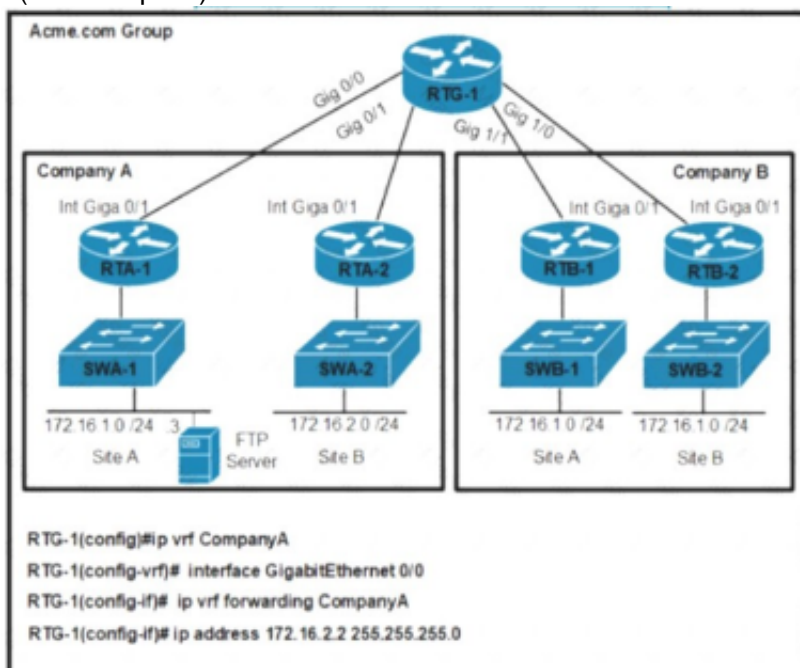 Acme.com Group
RTG-1
Gig 0/0
Gig 0/1
Gig 1/1
Gig 1/0
Company A
Company B
Int Giga 0/1
Int Giga 0/1
Int Giga 0/1
Int Giga 0/1
RTA-1
RTA-2
RTB-1
RTB-2
SWA-1
SWA-2
SWB-1
SWB-2
172.16.1.0 /24
.3
172.16.2.0 /24
172.16.1.0 /24
172.16.1.0 /24
FTP
Server
Site A
Site B
Site A
Site B
RTG-1(config)#ip vrf CompanyA
RTG-1(config-vrf)# interface GigabitEthernet 0/0
RTG-1(config-if)# ip vrf forwarding CompanyA
RTG-1(config-if)# ip address 172.16.2.2 255.255.255.0